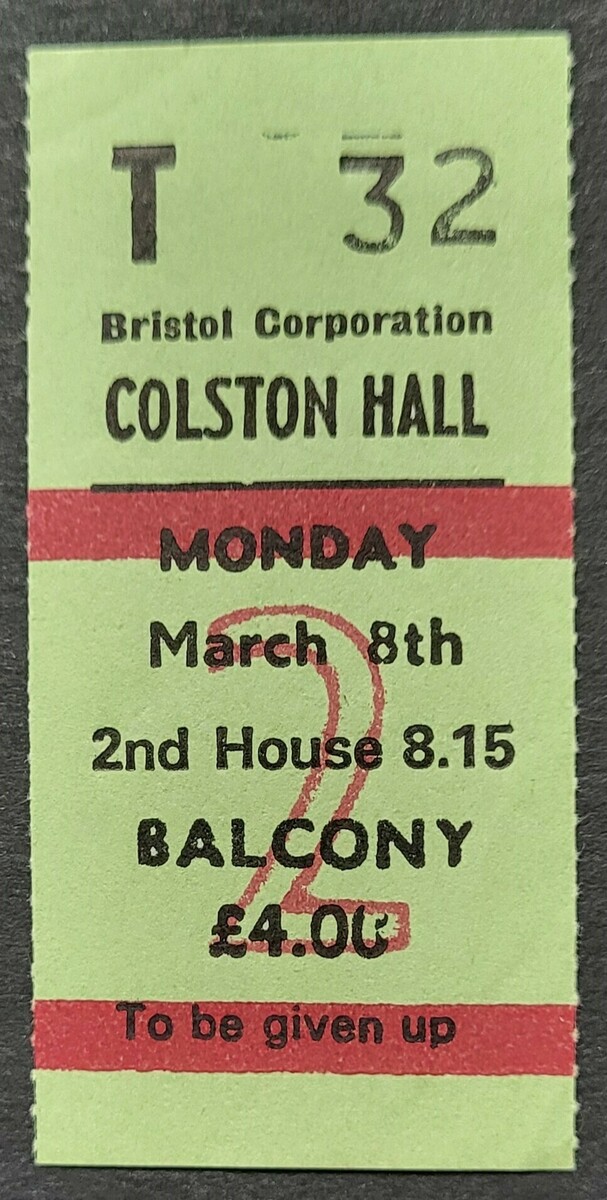 T 32
Bristol Corporation
COLSTON HALL
MONDAY
March 8th
2nd House 8.15
BALCONY
£4.00
2
To be given up